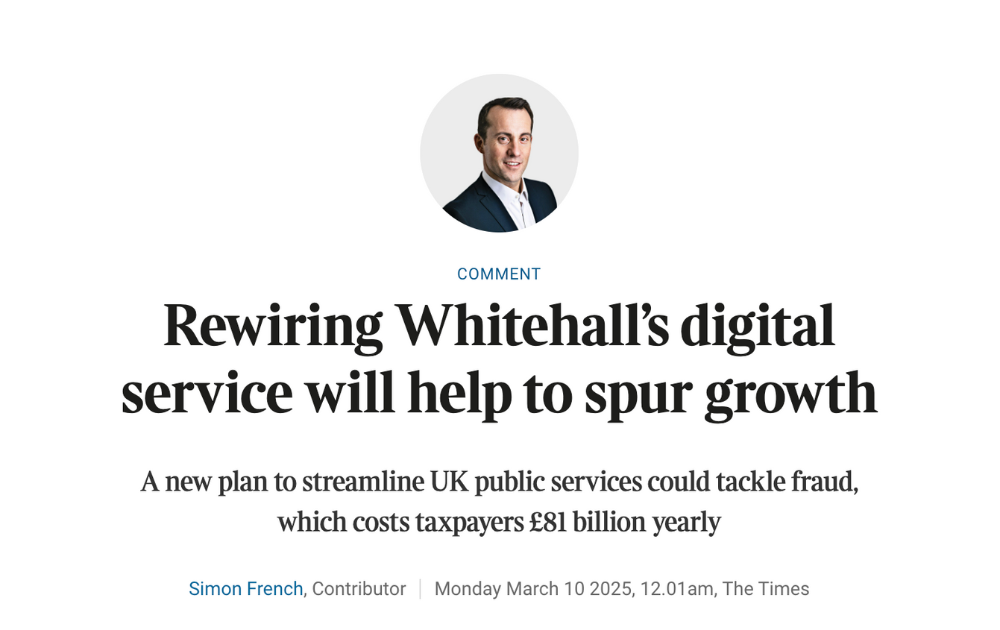 COMMENT
Rewiring Whitehall’s digital
service will help to spur growth
A new plan to streamline UK public services could tackle fraud,
which costs taxpayers £81 billion yearly
Simon French, Contributor | Monday March 10 2025, 12.01am, The Times